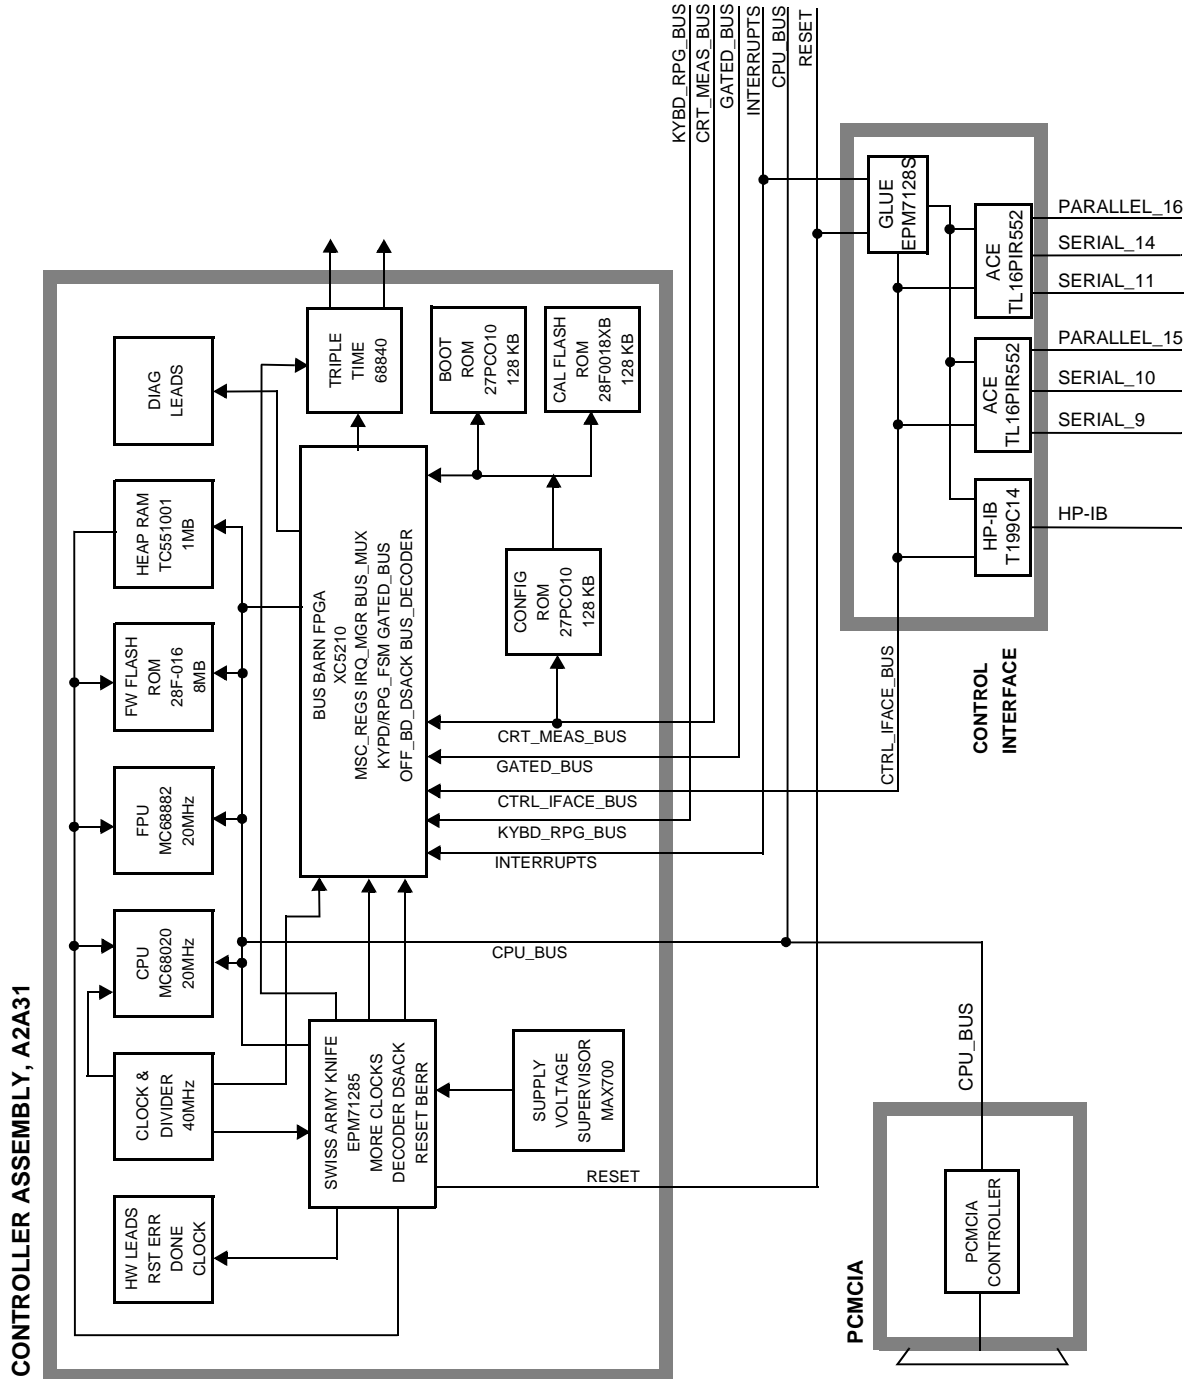 CONTROLLER ASSEMBLY, A2A31
HW LEADS
RST ERR
DONE
CLOCK
CLOCK &
DIVIDER
40MHz
CPU
MC68020
20MHz
FPU
MC68882
20MHz
FW FLASH
ROM
28F-016
8MB
HEAP RAM
TC551001
1MB
DIAG
LEADS
SWISS ARMY KNIFE
EPM71285
MORE CLOCKS
DECODER DSACK
RESET BERR
BUS BARN FPGA
XC5210
MSC_REGS IRQ_MGR BUS_MUX
KYPD/RPG_FSM GATED_BUS
OFF_BD_DSACK BUS_DECODER
TRIPLE
TIME
68840
BOOT
ROM
27PCO10
128 KB
CAL FLASH
ROM
28F0018XB
128 KB
CONFIG
ROM
27PCO10
128 KB
SUPPLY
VOLTAGE
SUPERVISOR
MAX700
CRT_MEAS_BUS
GATED_BUS
CTRL_IFACE_BUS
KYBD_RPG_BUS
INTERRUPTS
CPU_BUS
RESET
KYBD_RPG_BUS
CRT_MEAS_BUS
GATED_BUS
INTERRUPTS
CPU_BUS
RESET
GLUE
EPM7128S
ACE
TL16PIR552
ACE
TL16PIR552
HP-IB
T199C14
PARALLEL_16
SERIAL_14
SERIAL_11
PARALLEL_15
SERIAL_10
SERIAL_9
HP-IB
CTRL_IFACE_BUS
CONTROL
INTERFACE
CPU_BUS
PCMCIA
PCMCIA
CONTROLLER